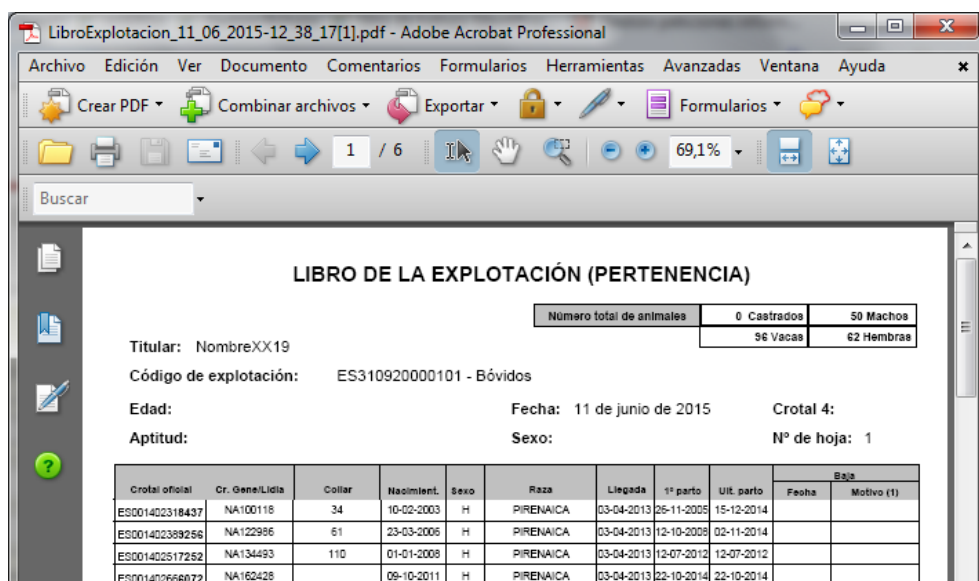 LibroExplotacion_11_06_2015-12_38_17[1].pdf - Adobe Acrobat Professional
Archivo Edición Ver Documento Comentarios Formularios Herramientas Avanzadas Ventana Ayuda
Crear PDF Combinar archivos Exportar Formularios
1 / 6 69,1%
Buscar
LIBRO DE LA EXPLOTACIÓN (PERTENENCIA)
Número total de animales 0 Castrados 50 Machos
96 Vacas 62 Hembras
Titular: NombreXX19
Código de explotación: ES310920000101 - Bóvidos
Edad: Fecha: 11 de junio de 2015 Crotal 4:
Aptitud: Sexo: Nº de hoja: 1
Baja
Crotal oficial Cr. Gene/Lidia Collar Nacimient. Sexo Raza Llegada 1º parto Ult. parto Fecha Motivo (1)
ES001402318437 NA100118 34 10-02-2003 H PIRENAICA 03-04-2013 26-11-2005 15-12-2014
ES001402389256 NA122986 61 23-03-2006 H PIRENAICA 03-04-2013 12-10-2008 02-11-2014
ES001402517252 NA134493 110 01-01-2008 H PIRENAICA 03-04-2013 12-07-2012 12-07-2012
ES001402666072 NA162428 09-10-2011 H PIRENAICA 03-04-2013 22-10-2014 22-10-2014